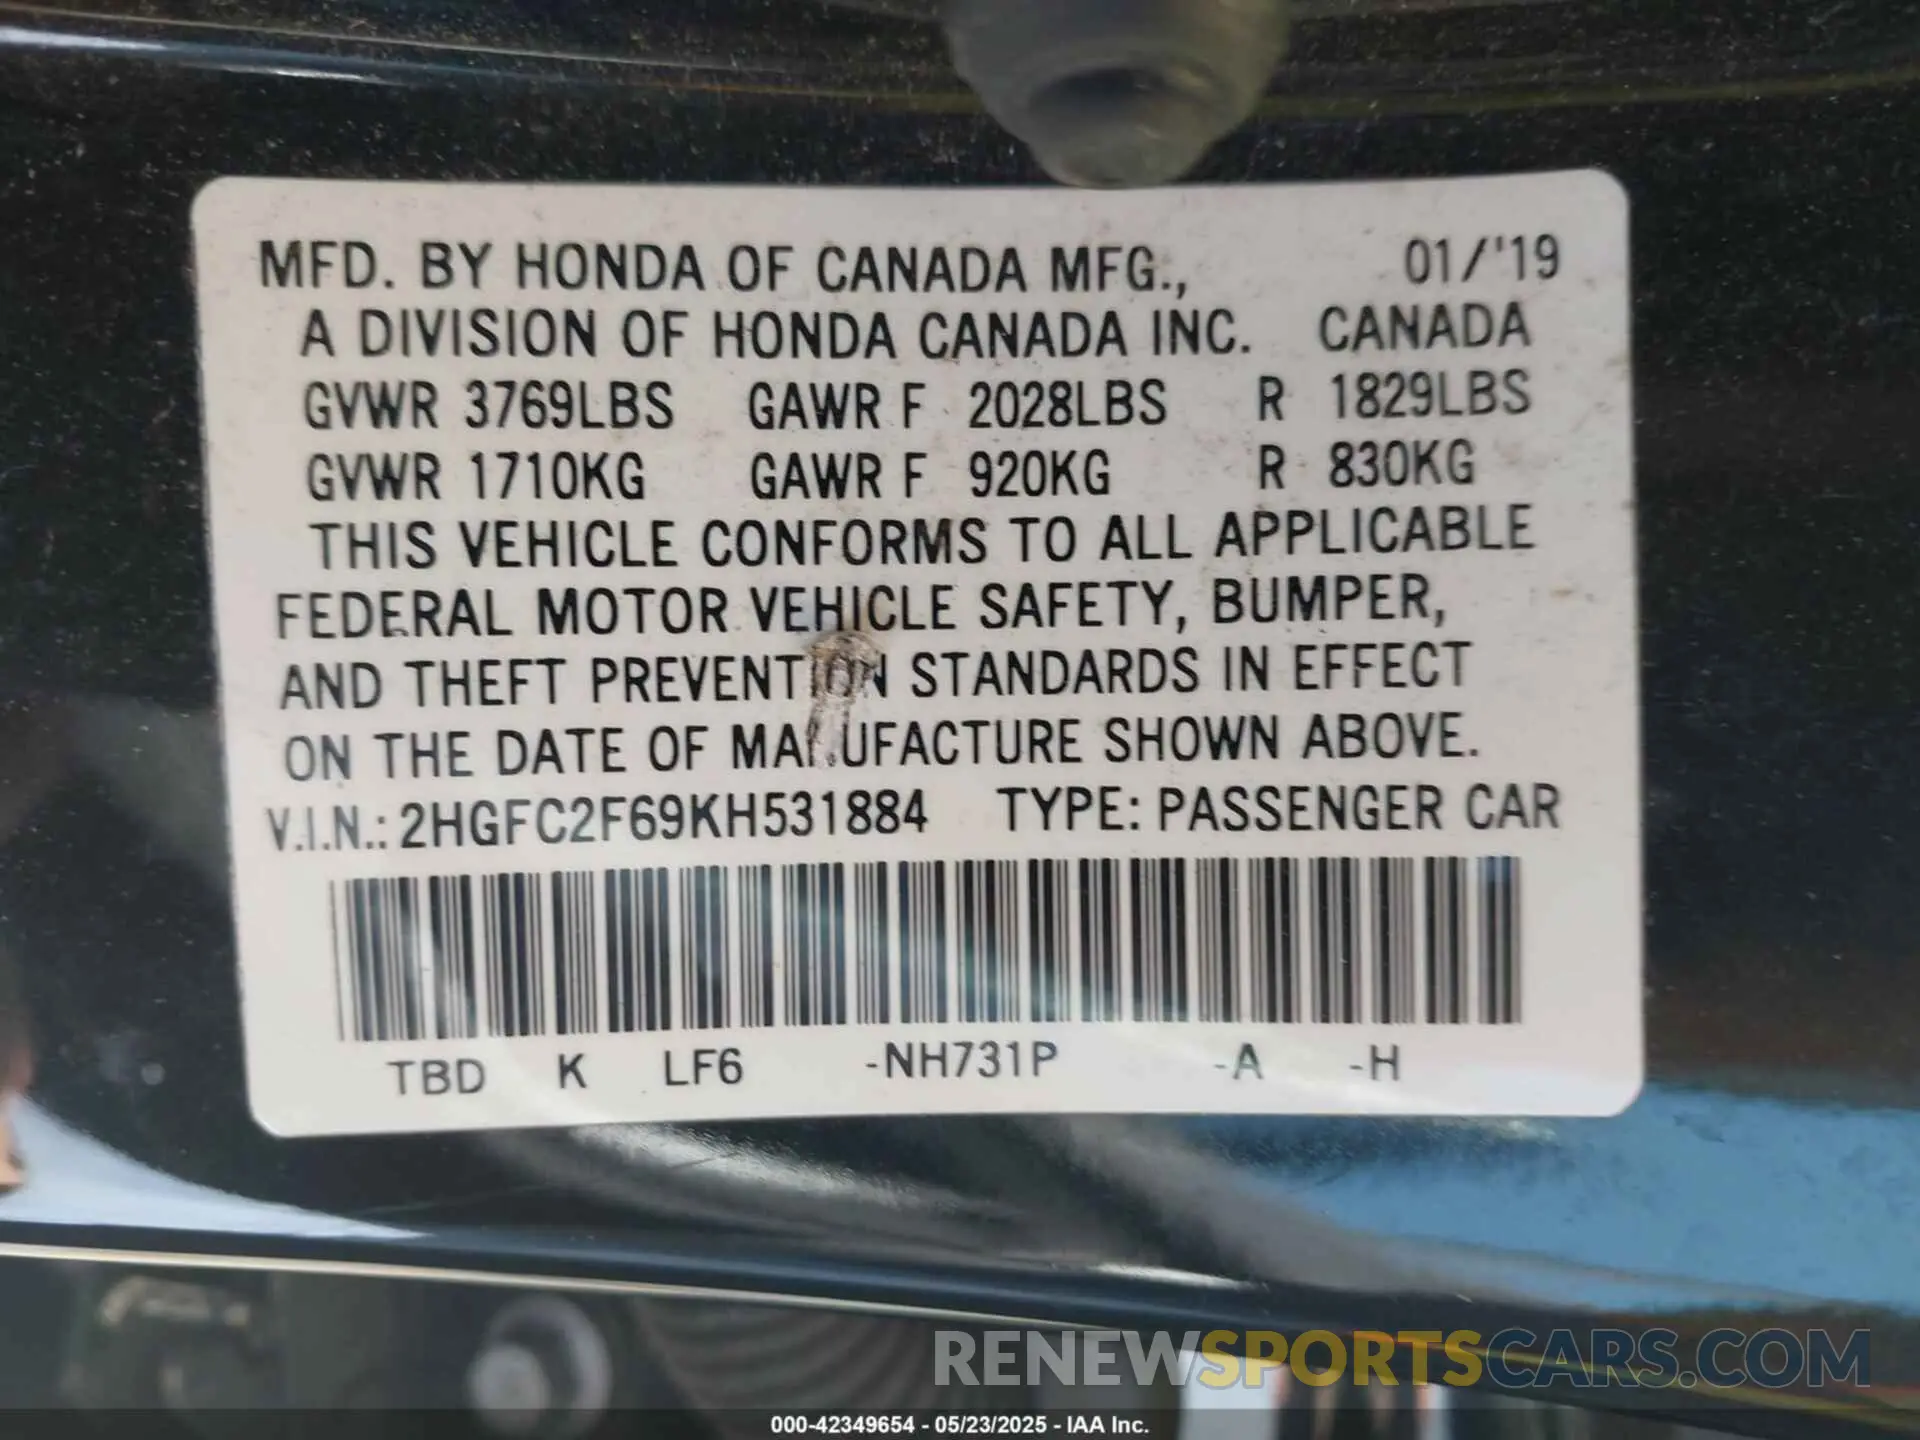 MFD. BY HONDA OF CANADA MFG., 01/'19
A DIVISION OF HONDA CANADA INC. CANADA
GVWR 3769LBS GAWR F 2028LBS R 1829LBS
GVWR 1710KG GAWR F 920KG R 830KG
THIS VEHICLE CONFORMS TO ALL APPLICABLE
FEDERAL MOTOR VEHICLE SAFETY, BUMPER,
AND THEFT PREVENTION STANDARDS IN EFFECT
ON THE DATE OF MANUFACTURE SHOWN ABOVE.
V.I.N.: 2HGFC2F69KH531884 TYPE: PASSENGER CAR
TBD K LF6 -NH731P -A -H
RENEWSPORTSCARS.COM
000-42349654 - 05/23/2025 - IAA Inc.